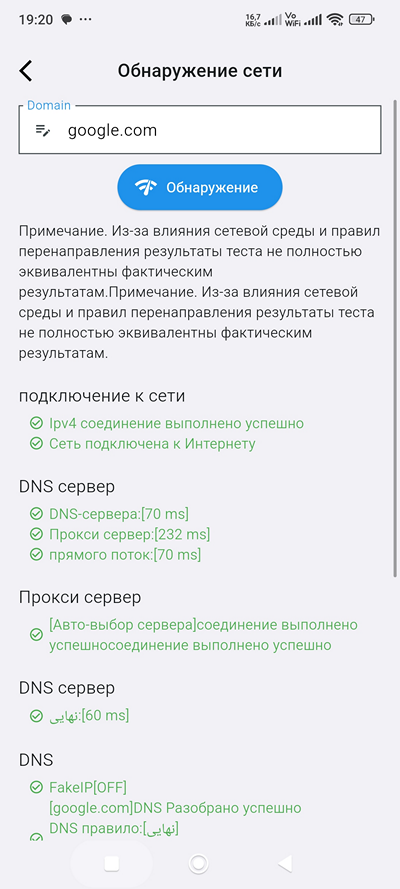 19:20
16,7 КБ/с
Vo WiFi
47
Обнаружение сети
Domain
google.com
Обнаружение
Примечание. Из-за влияния сетевой среды и правил
перенаправления результаты теста не полностью
эквивалентны фактическим
результатам.Примечание. Из-за влияния сетевой
среды и правил перенаправления результаты теста
не полностью эквивалентны фактическим
результатам.
подключение к сети
Ipv4 соединение выполнено успешно
Сеть подключена к Интернету
DNS сервер
DNS-сервера:[70 ms]
Прокси сервер:[232 ms]
прямого поток:[70 ms]
Прокси сервер
[Авто-выбор сервера]соединение выполнено
успешносоединение выполнено успешно
DNS сервер
نهایی:[60 ms]
DNS
FakeIP[OFF]
[google.com]DNS Разобрано успешно
DNS правило:[نهایی]